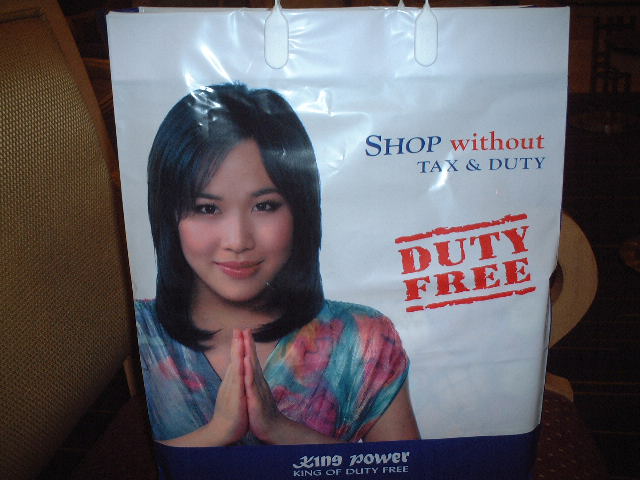 SHOP without
TAX & DUTY
DUTY
FREE
King Power
KING OF DUTY FREE